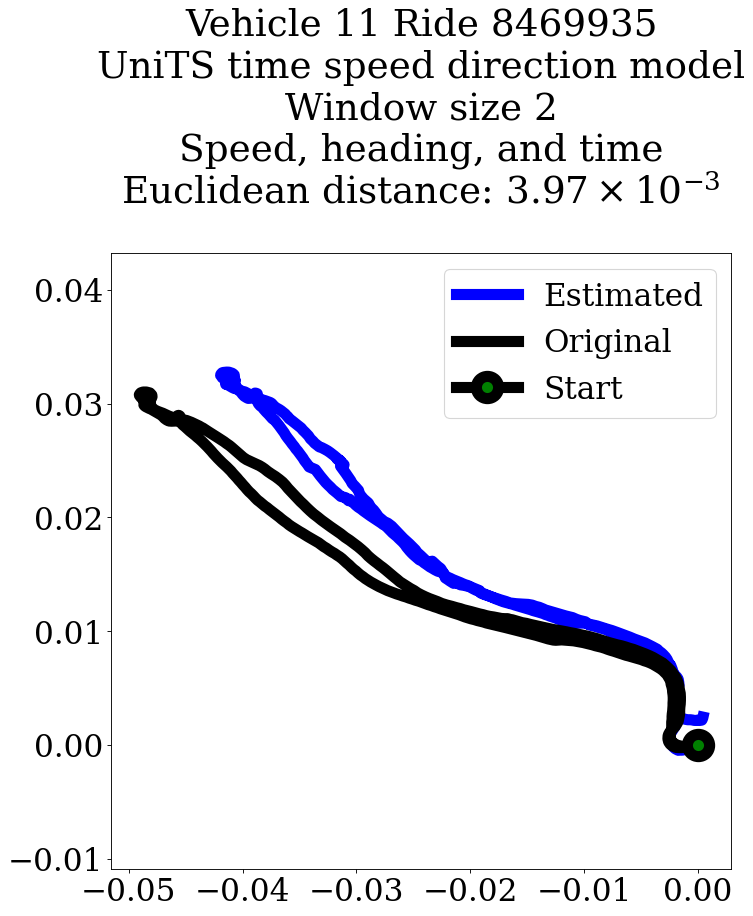 Vehicle 11 Ride 8469935
UniTS time speed direction model
Window size 2
Speed, heading, and time
Euclidean distance: 3.97 × 10⁻³
Estimated
Original
Start
0.04
0.03
0.02
0.01
0.00
−0.01
−0.05 −0.04 −0.03 −0.02 −0.01 0.00